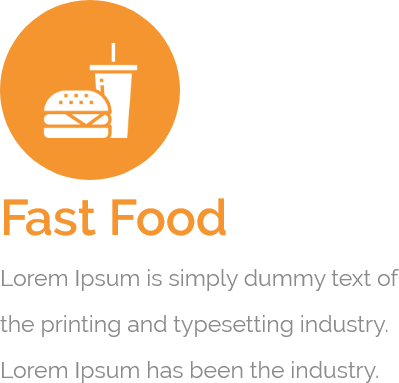 Fast Food
Lorem Ipsum is simply dummy text of
the printing and typesetting industry.
Lorem Ipsum has been the industry.